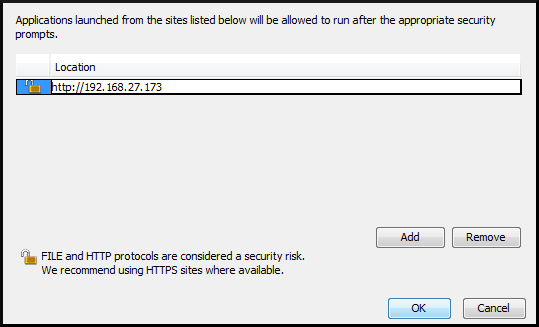 Applications launched from the sites listed below will be allowed to run after the appropriate security
prompts.
Location
http://192.168.27.173
Add
Remove
FILE and HTTP protocols are considered a security risk.
We recommend using HTTPS sites where available.
OK
Cancel